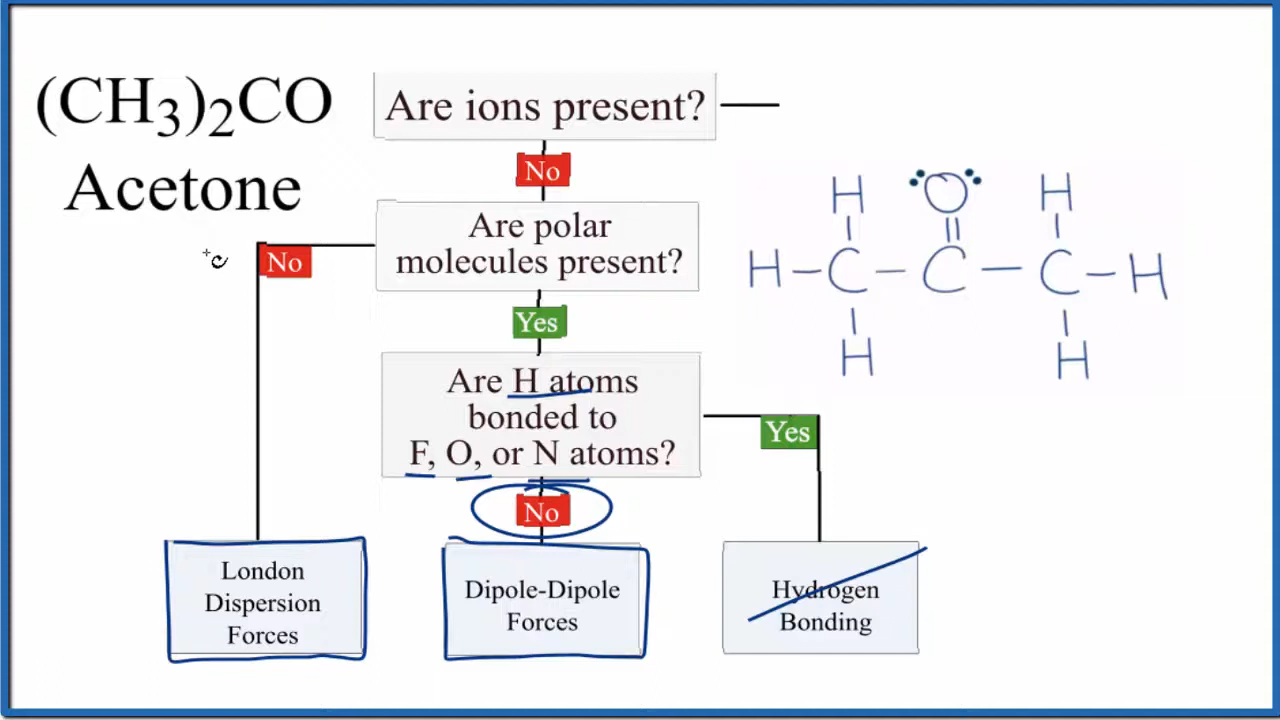 (CH₃)₂CO
Acetone
Are ions present?
No
Are polar
molecules present?
No
Yes
Are H atoms
bonded to
F, O, or N atoms?
Yes
No
London
Dispersion
Forces
Dipole-Dipole
Forces
Hydrogen
Bonding
H O H
H C C C H
H H